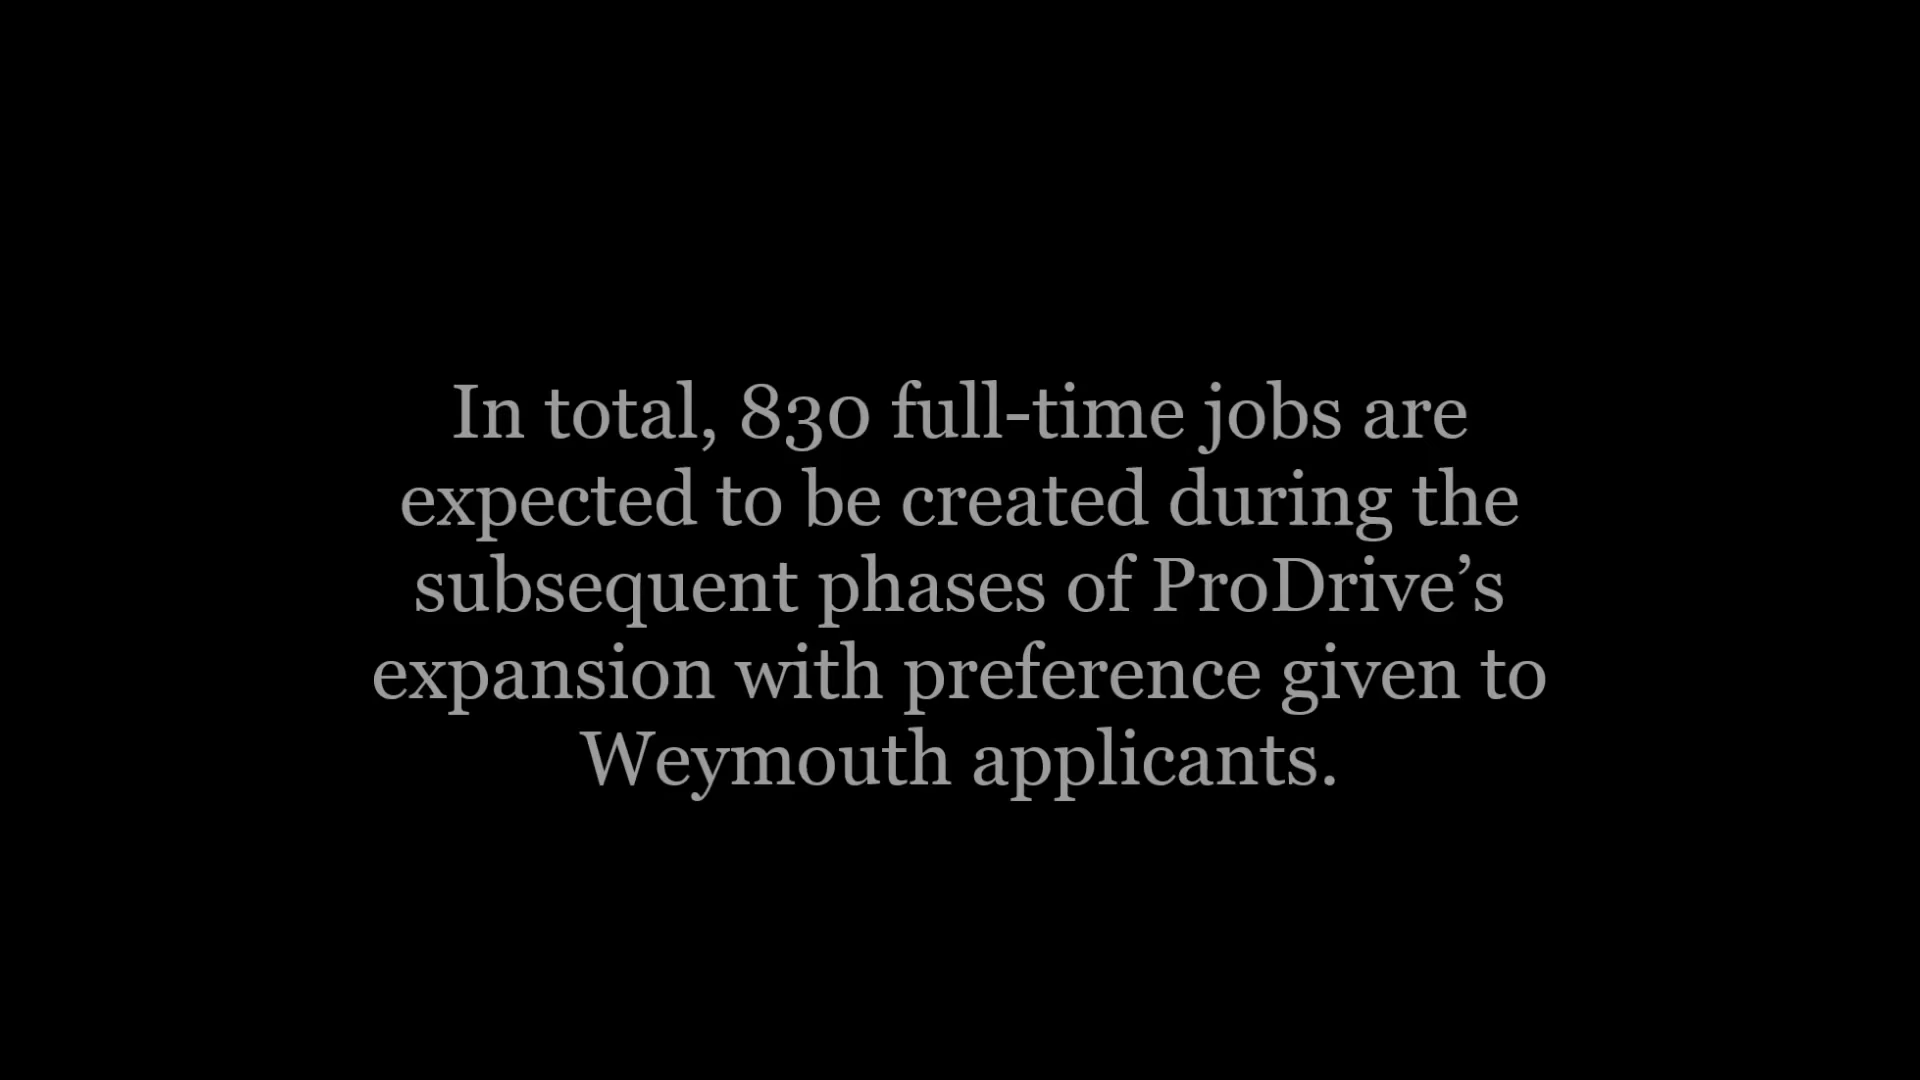 In total, 830 full-time jobs are
expected to be created during the
subsequent phases of ProDrive’s
expansion with preference given to
Weymouth applicants.